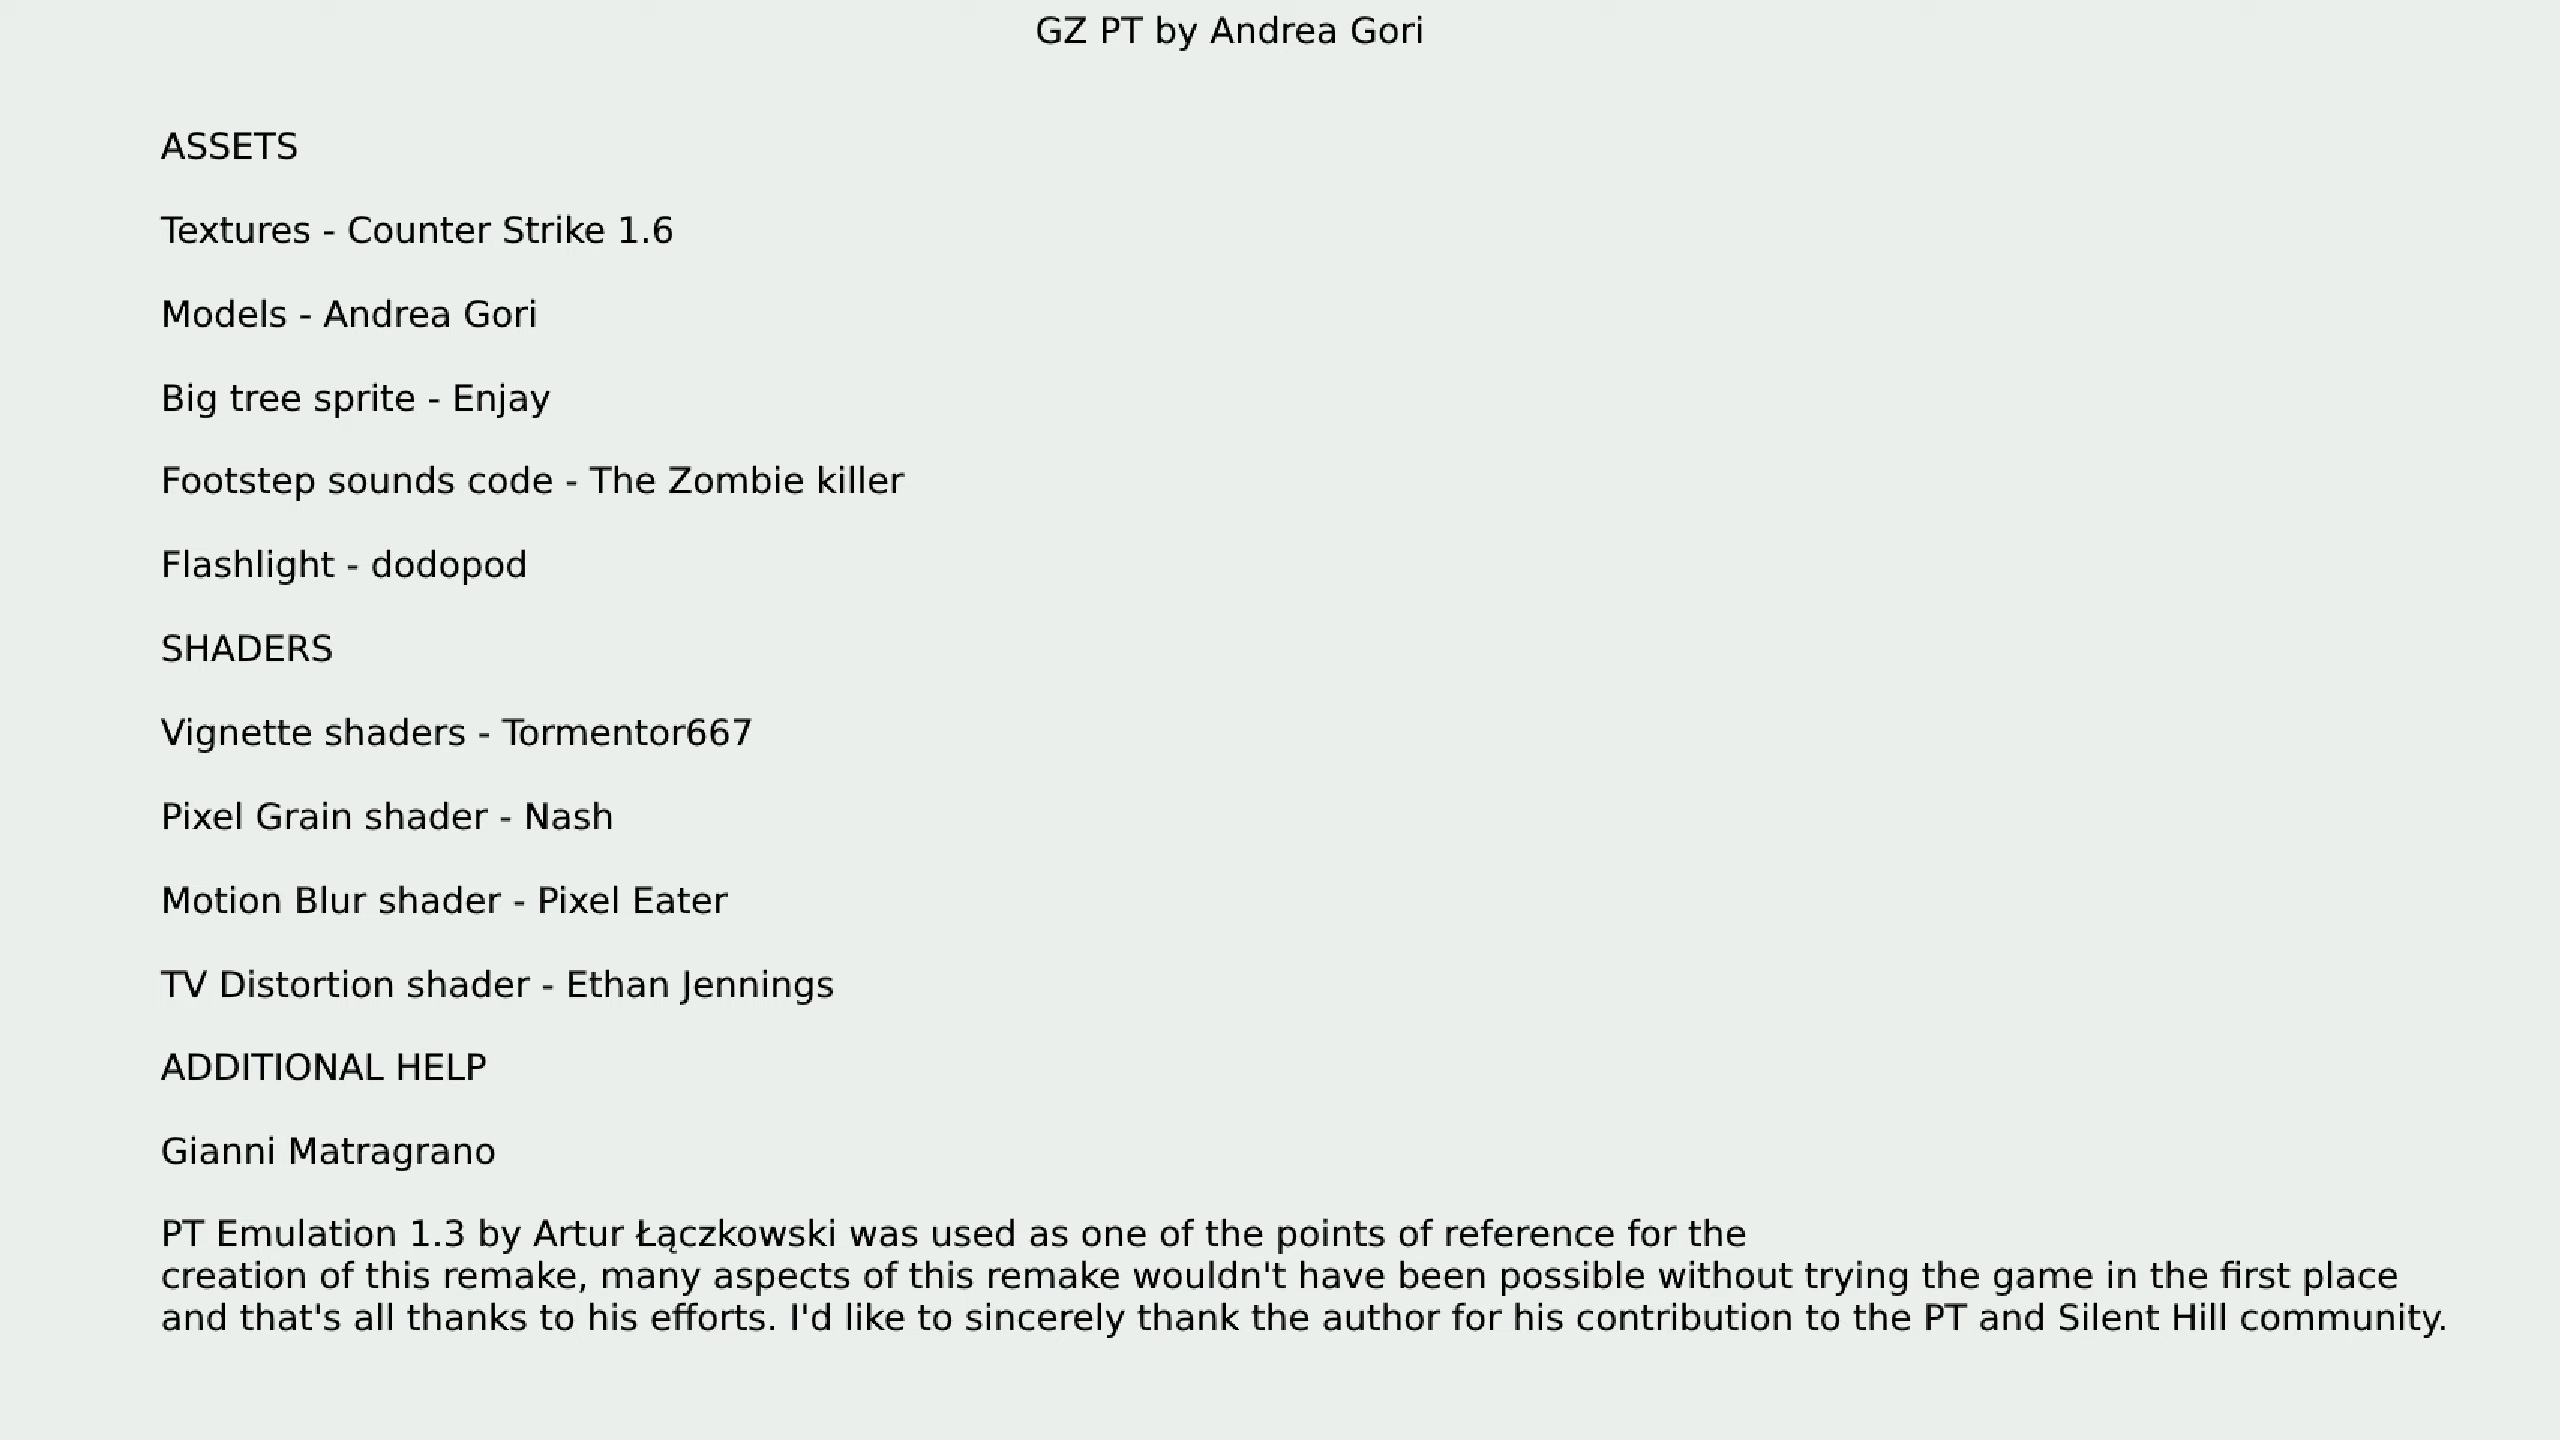 GZ PT by Andrea Gori
ASSETS
Textures - Counter Strike 1.6
Models - Andrea Gori
Big tree sprite - Enjay
Footstep sounds code - The Zombie killer
Flashlight - dodopod
SHADERS
Vignette shaders - Tormentor667
Pixel Grain shader - Nash
Motion Blur shader - Pixel Eater
TV Distortion shader - Ethan Jennings
ADDITIONAL HELP
Gianni Matragrano
PT Emulation 1.3 by Artur Łączkowski was used as one of the points of reference for the
creation of this remake, many aspects of this remake wouldn't have been possible without trying the game in the first place
and that's all thanks to his efforts. I'd like to sincerely thank the author for his contribution to the PT and Silent Hill community.